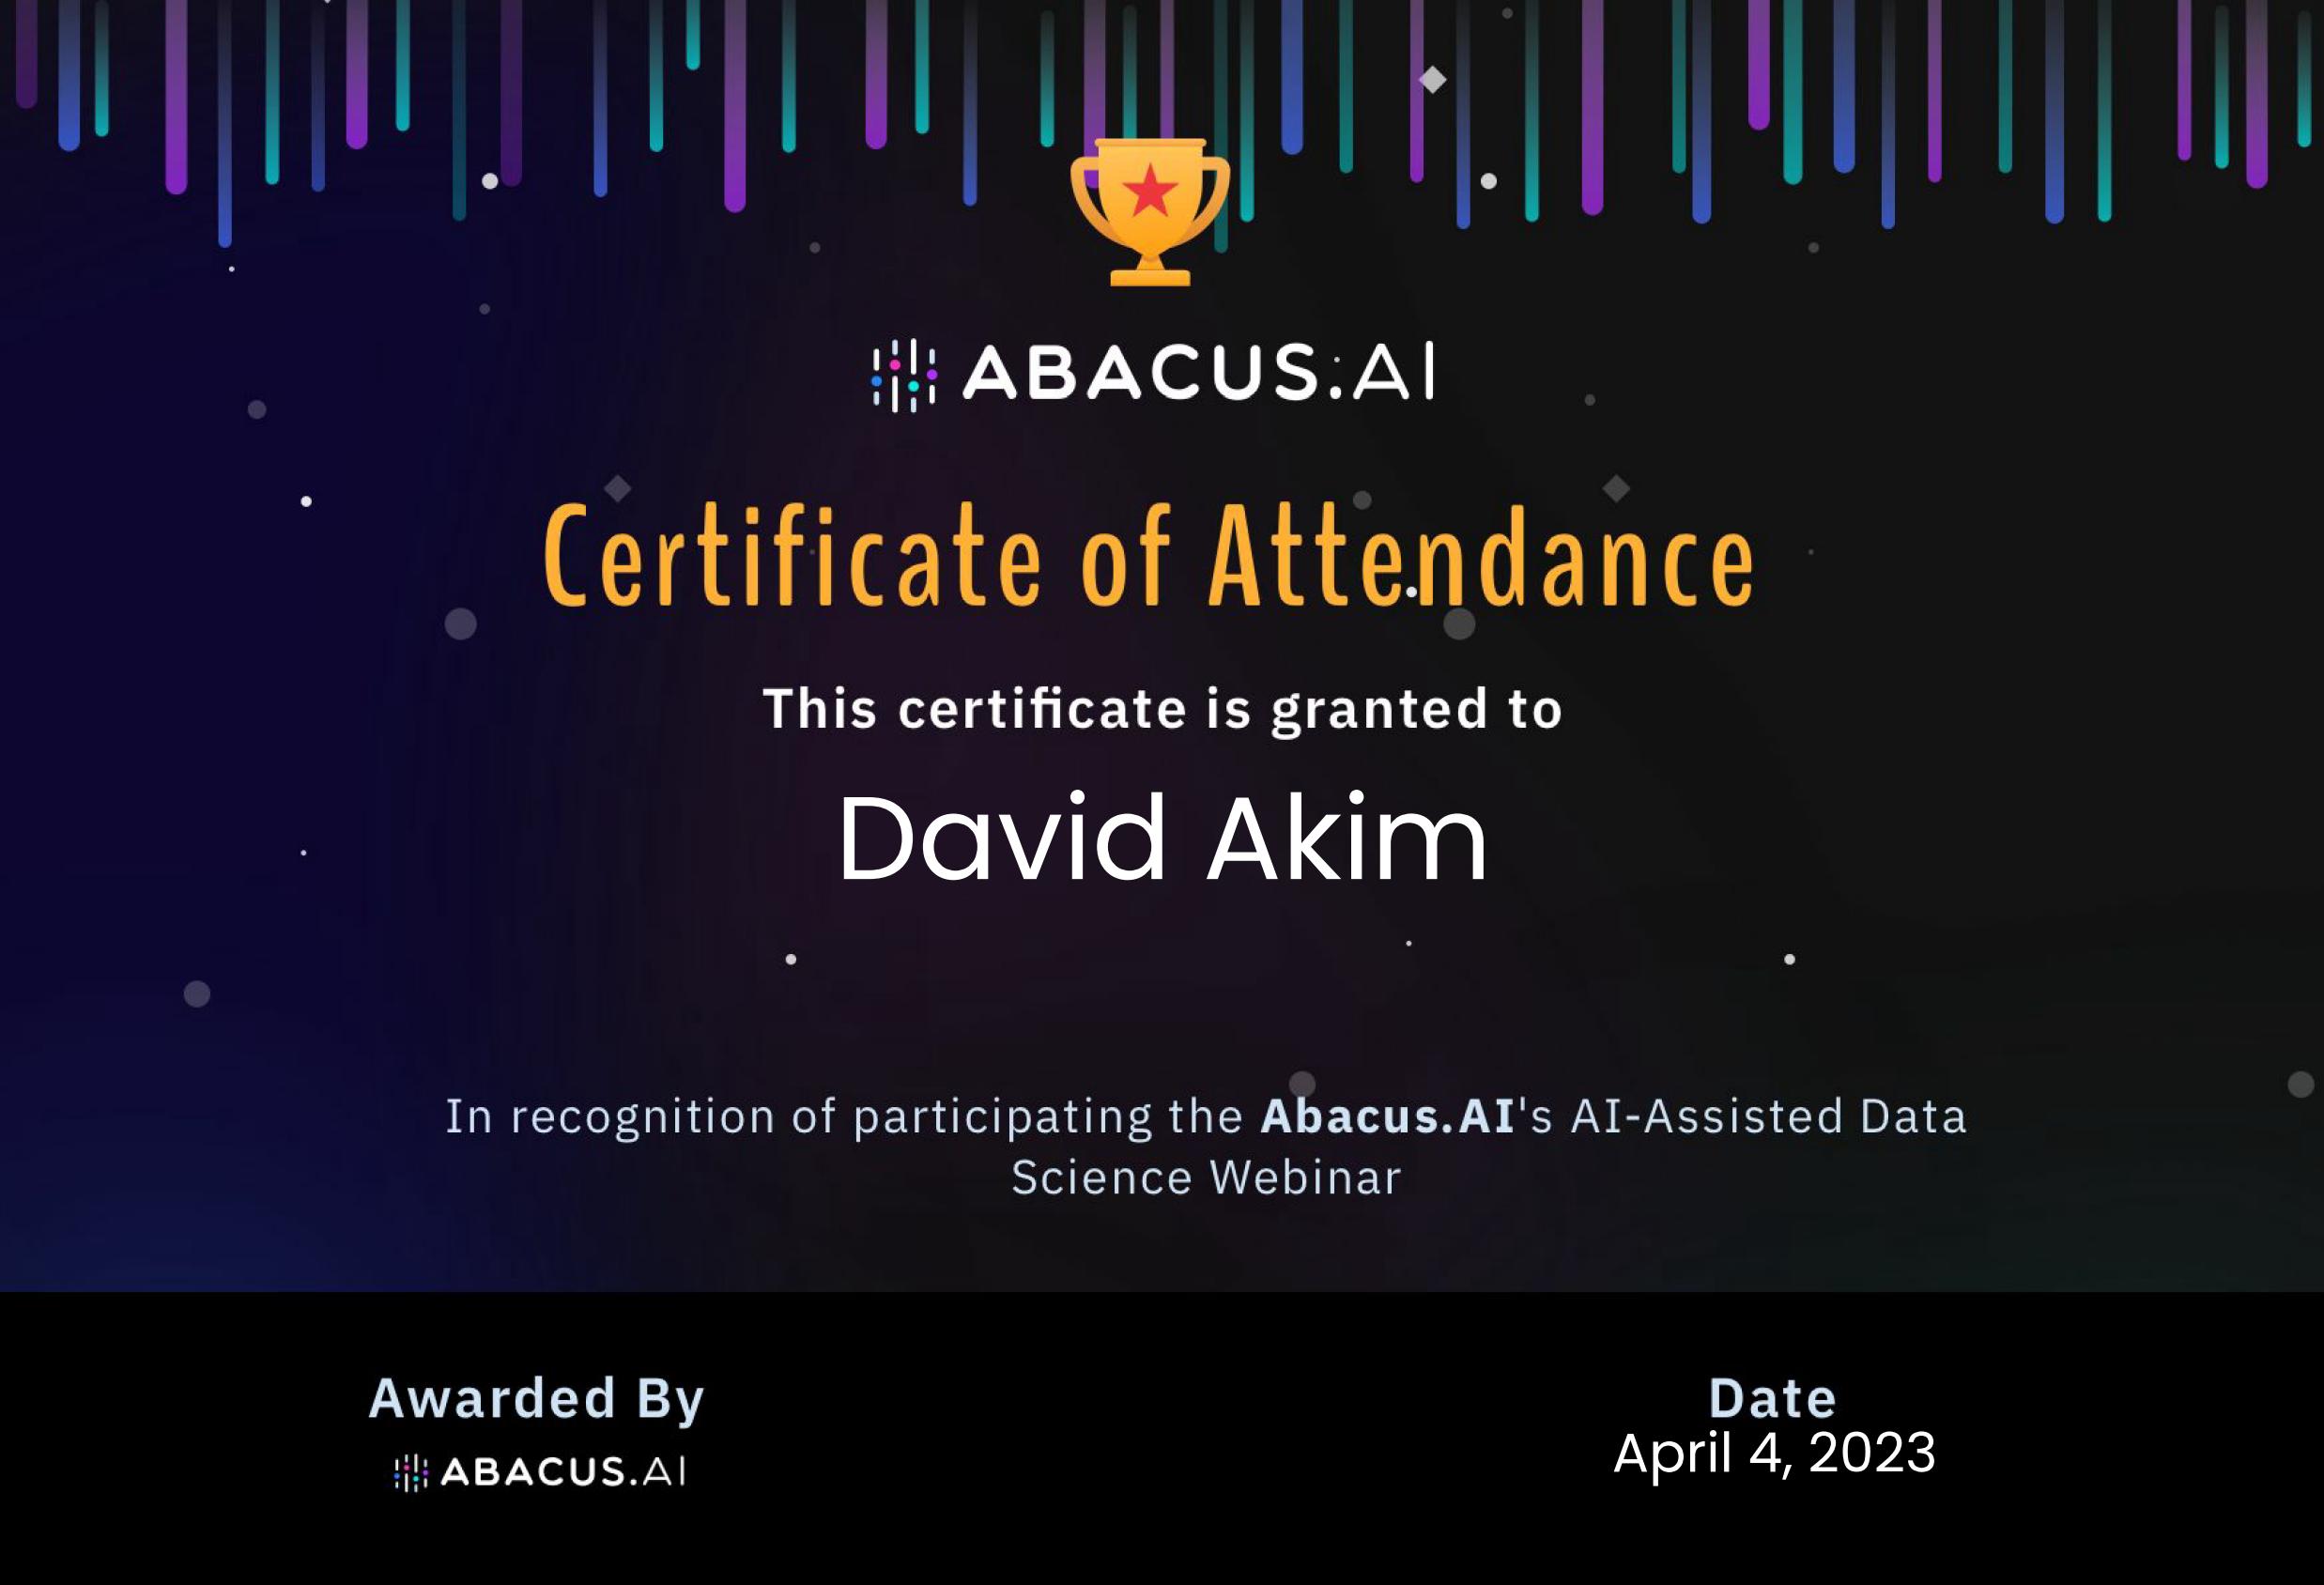 ABACUS.AI
Certificate of Attendance
This certificate is granted to
David Akim
In recognition of participating the Abacus.AI's AI-Assisted Data
Science Webinar
Awarded By
ABACUS.AI
Date
April 4, 2023